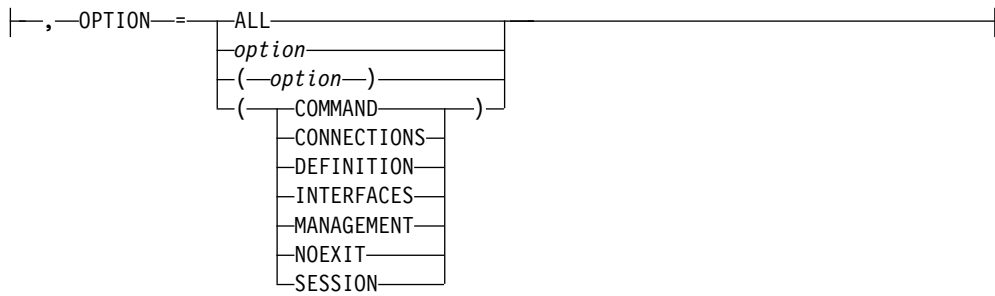 , OPTION = ALL
option
( option )
( COMMAND )
CONNECTIONS
DEFINITION
INTERFACES
MANAGEMENT
NOEXIT
SESSION